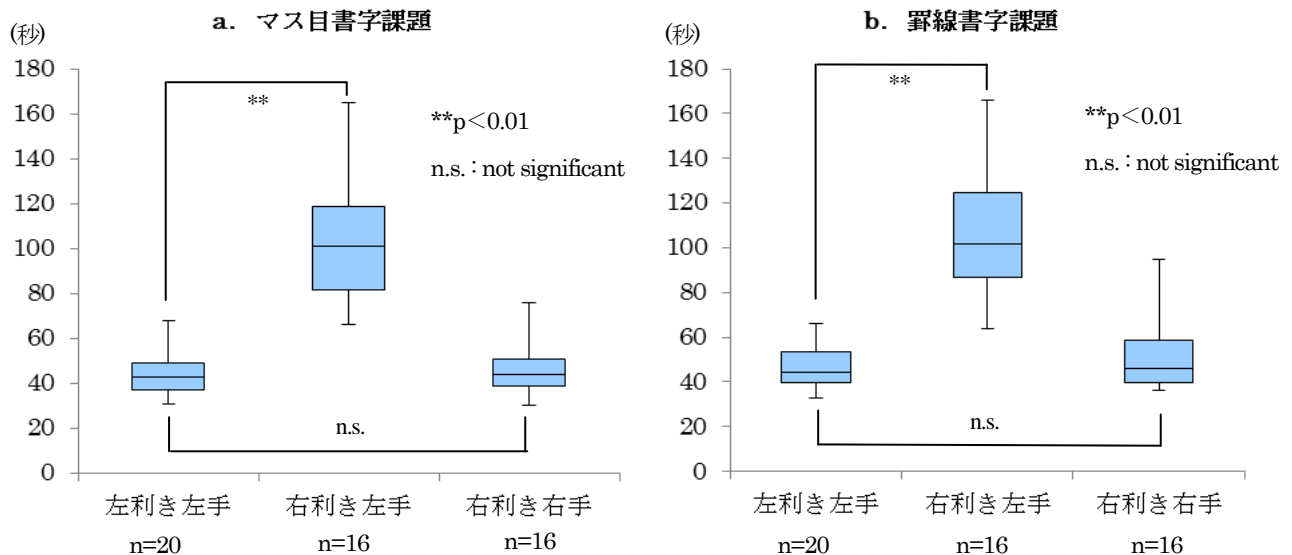 a. マス目書字課題
(秒)
180
160
140
120
100
80
60
40
20
0
**
**p＜0.01
n.s.：not significant
n.s.
左利き左手
右利き左手
右利き右手
n=20
n=16
n=16
b. 罫線書字課題
(秒)
180
160
140
120
100
80
60
40
20
0
**
**p＜0.01
n.s.：not significant
n.s.
左利き左手
右利き左手
右利き右手
n=20
n=16
n=16